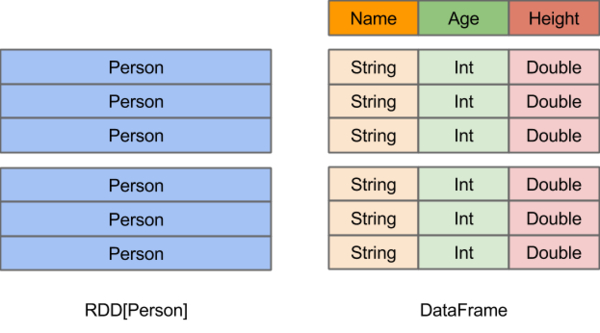 Name Age Height
Person String Int Double
Person String Int Double
Person String Int Double
Person String Int Double
Person String Int Double
Person String Int Double
RDD[Person] DataFrame